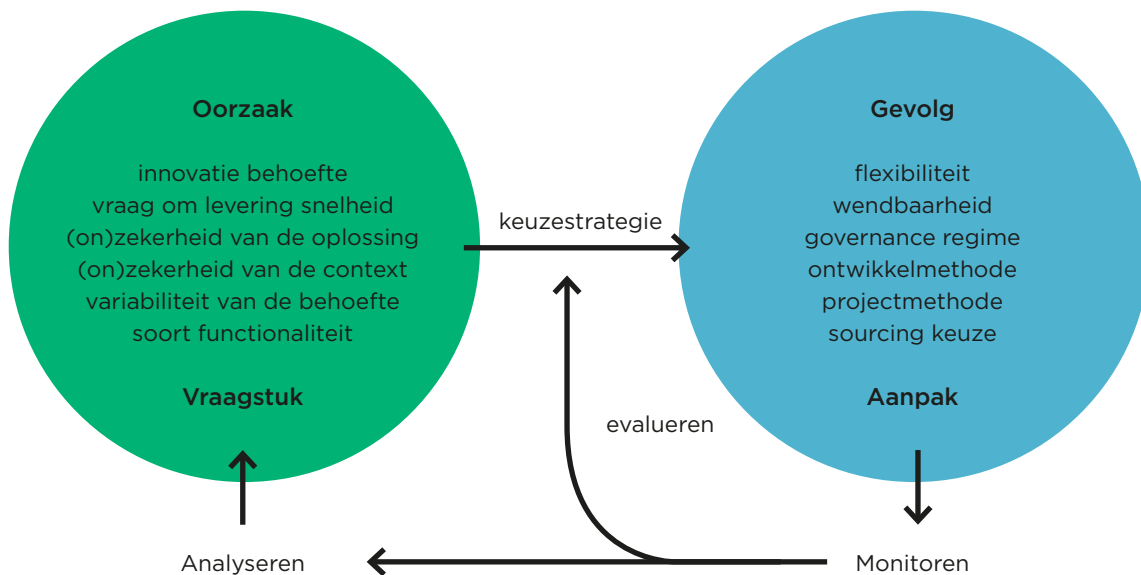 Oorzaak
innovatie behoefte
vraag om levering snelheid
(on)zekerheid van de oplossing
(on)zekerheid van de context
variabiliteit van de behoefte
soort functionaliteit
Vraagstuk
keuzestrategie
Gevolg
flexibiliteit
wendbaarheid
governance regime
ontwikkelmethode
projectmethode
sourcing keuze
Aanpak
evalueren
Analyseren
Monitoren